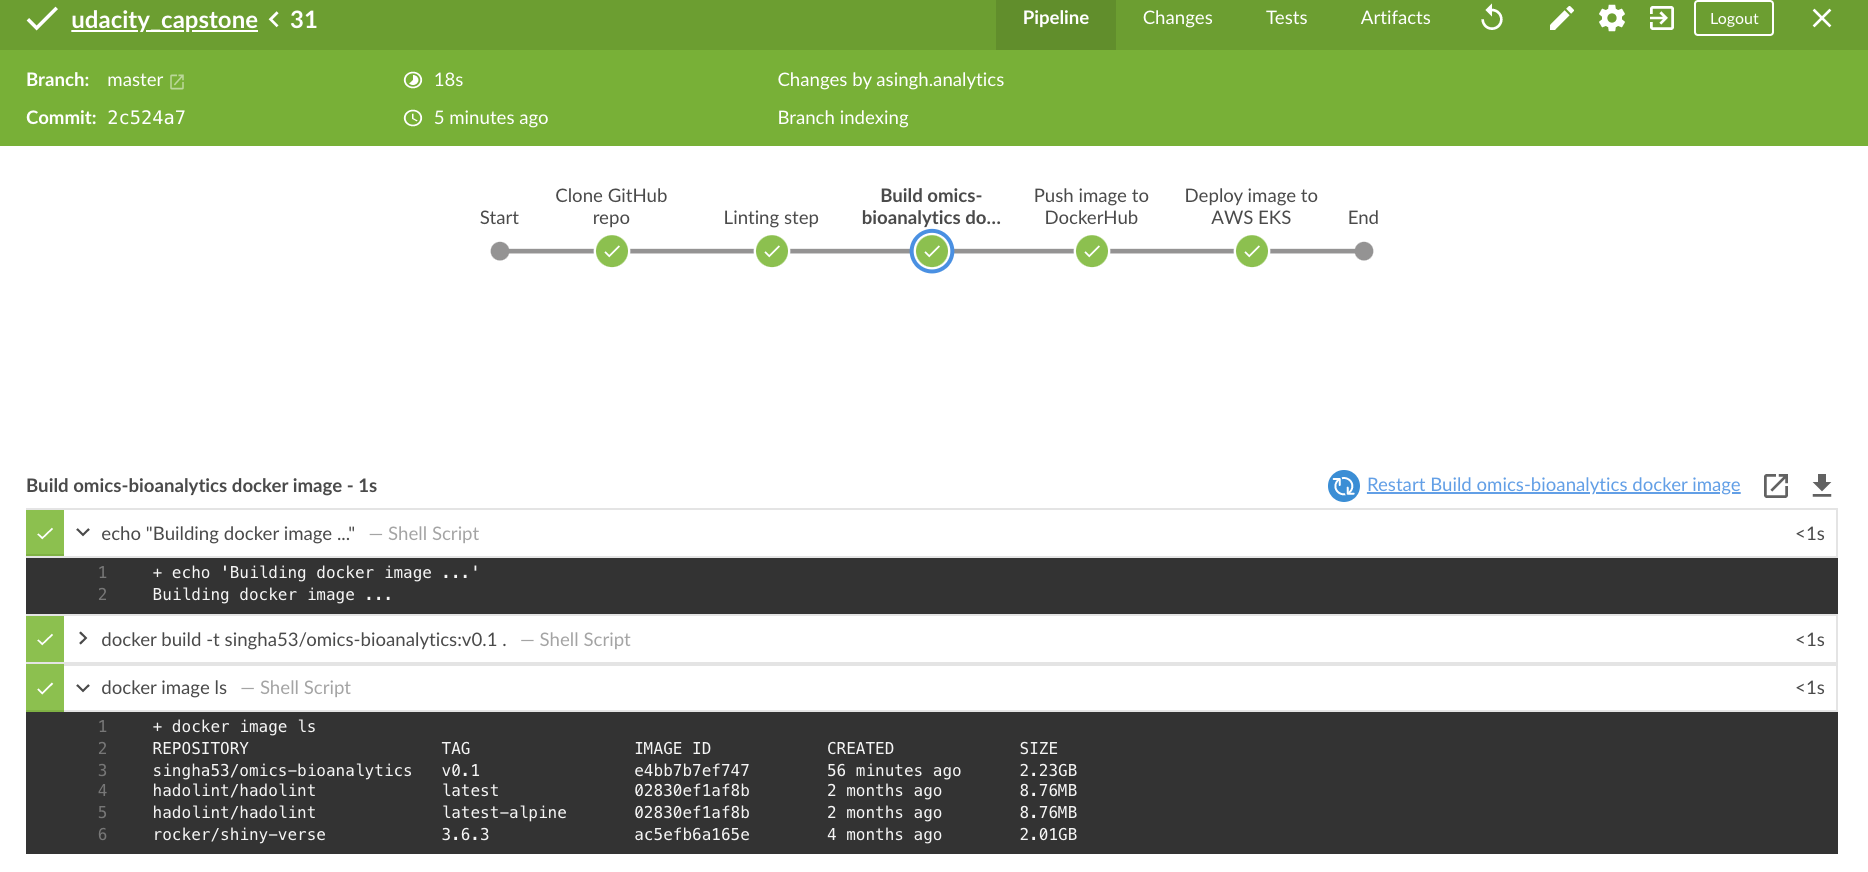 udacity_capstone < 31
Pipeline Changes Tests Artifacts Logout
Branch: master 18s Changes by asingh.analytics
Commit: 2c524a7 5 minutes ago Branch indexing
Start
Clone GitHub
repo
Linting step
Build omics-
bioanalytics do...
Push image to
DockerHub
Deploy image to
AWS EKS
End
Build omics-bioanalytics docker image - 1s Restart Build omics-bioanalytics docker image
echo "Building docker image ..." — Shell Script <1s
1 + echo 'Building docker image ...'
2 Building docker image ...
docker build -t singha53/omics-bioanalytics:v0.1 . — Shell Script <1s
docker image ls — Shell Script <1s
1 + docker image ls
2 REPOSITORY TAG IMAGE ID CREATED SIZE
3 singha53/omics-bioanalytics v0.1 e4bb7b7ef747 56 minutes ago 2.23GB
4 hadolint/hadolint latest 02830ef1af8b 2 months ago 8.76MB
5 hadolint/hadolint latest-alpine 02830ef1af8b 2 months ago 8.76MB
6 rocker/shiny-verse 3.6.3 ac5efb6a165e 4 months ago 2.01GB